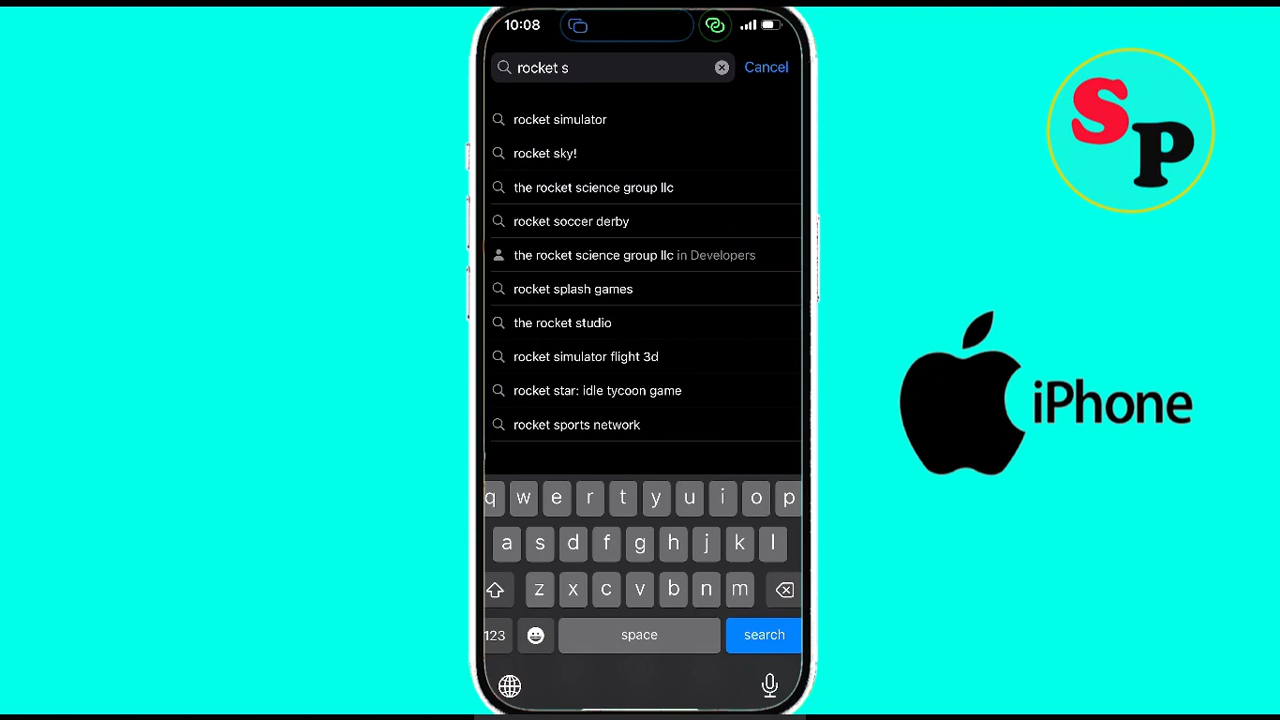 10:08
rocket s
Cancel
rocket simulator
rocket sky!
the rocket science group llc
rocket soccer derby
the rocket science group llc in Developers
rocket splash games
the rocket studio
rocket simulator flight 3d
rocket star: idle tycoon game
rocket sports network
q w e r t y u i o p
a s d f g h j k l
z x c v b n m
123 space search
SP
iPhone